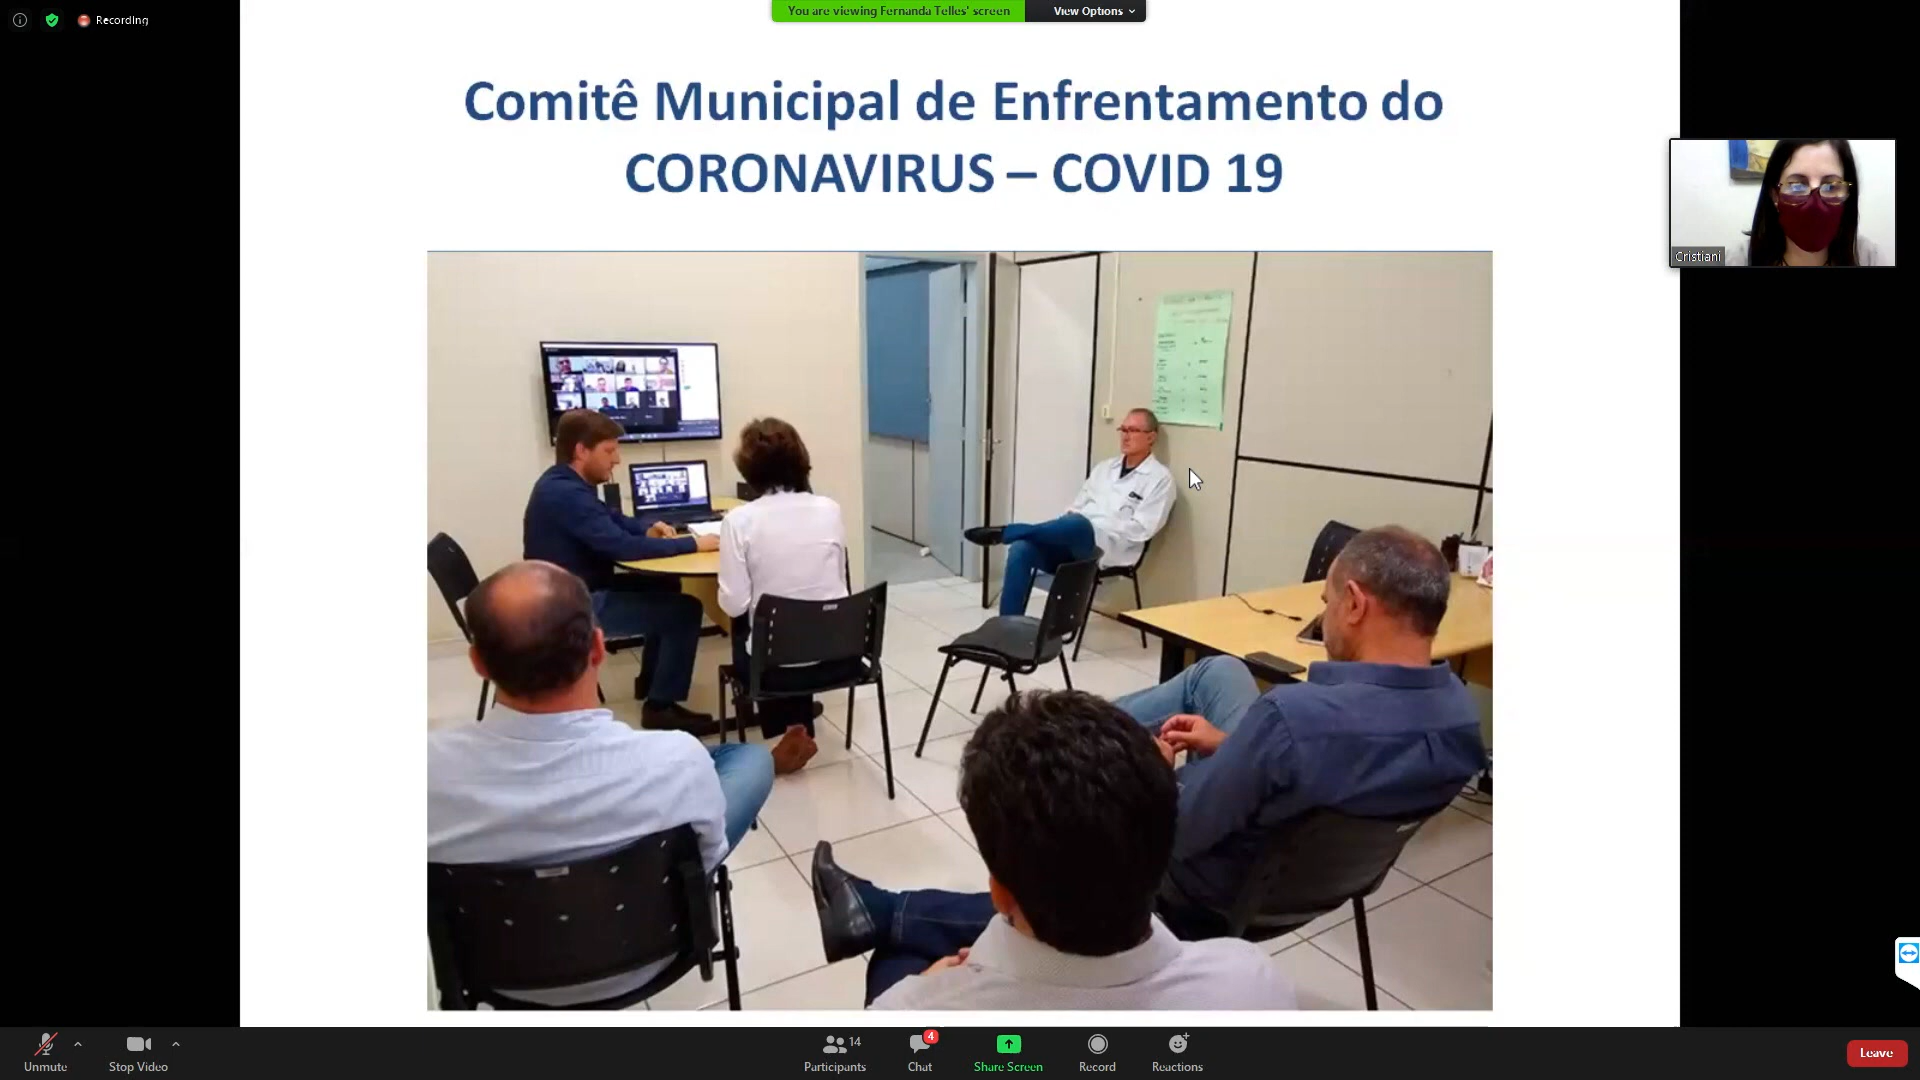 Recording
You are viewing Fernanda Telles' screen
View Options
Comitê Municipal de Enfrentamento do
CORONAVIRUS – COVID 19
Cristiani
Unmute
Stop Video
14
Participants
4
Chat
Share Screen
Record
Reactions
Leave